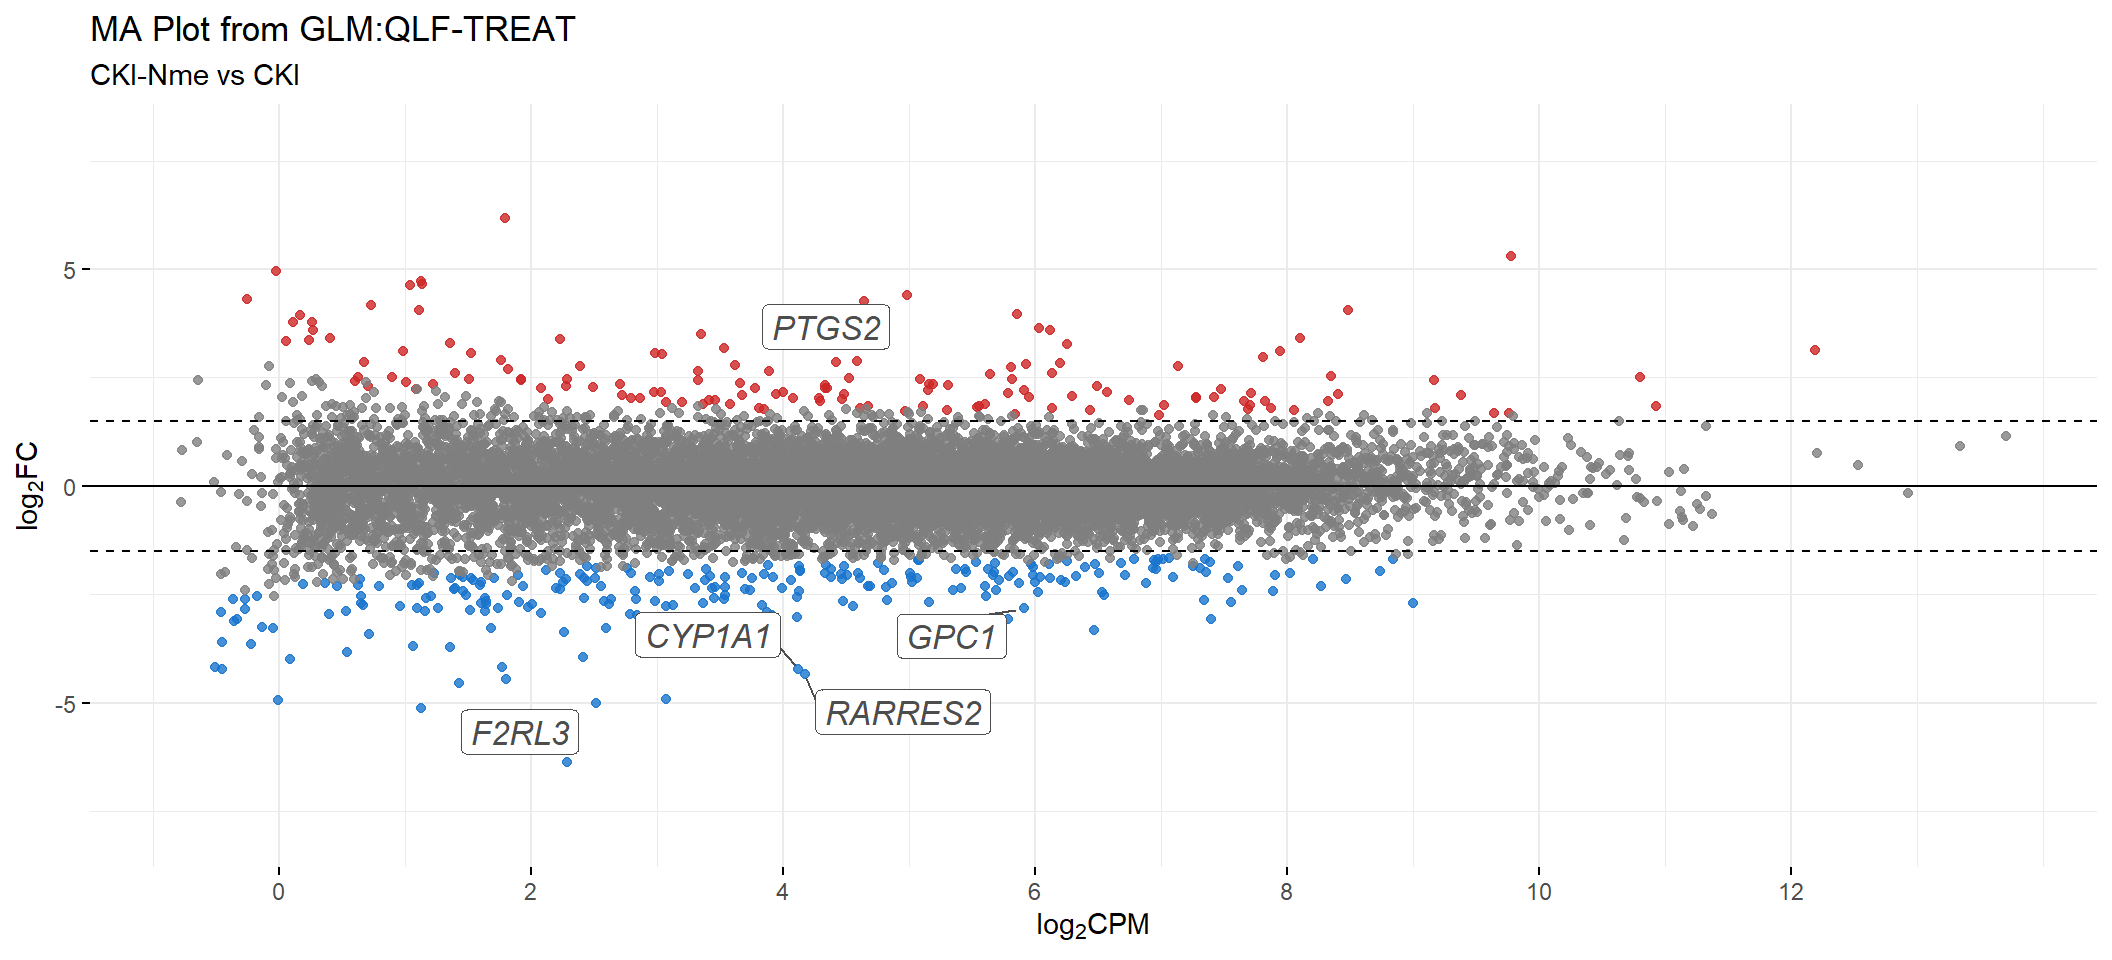 MA Plot from GLM:QLF-TREAT
CKI-Nme vs CKI
log₂FC
5
0
-5
PTGS2
CYP1A1
GPC1
RARRES2
F2RL3
0 2 4 6 8 10 12
log₂CPM